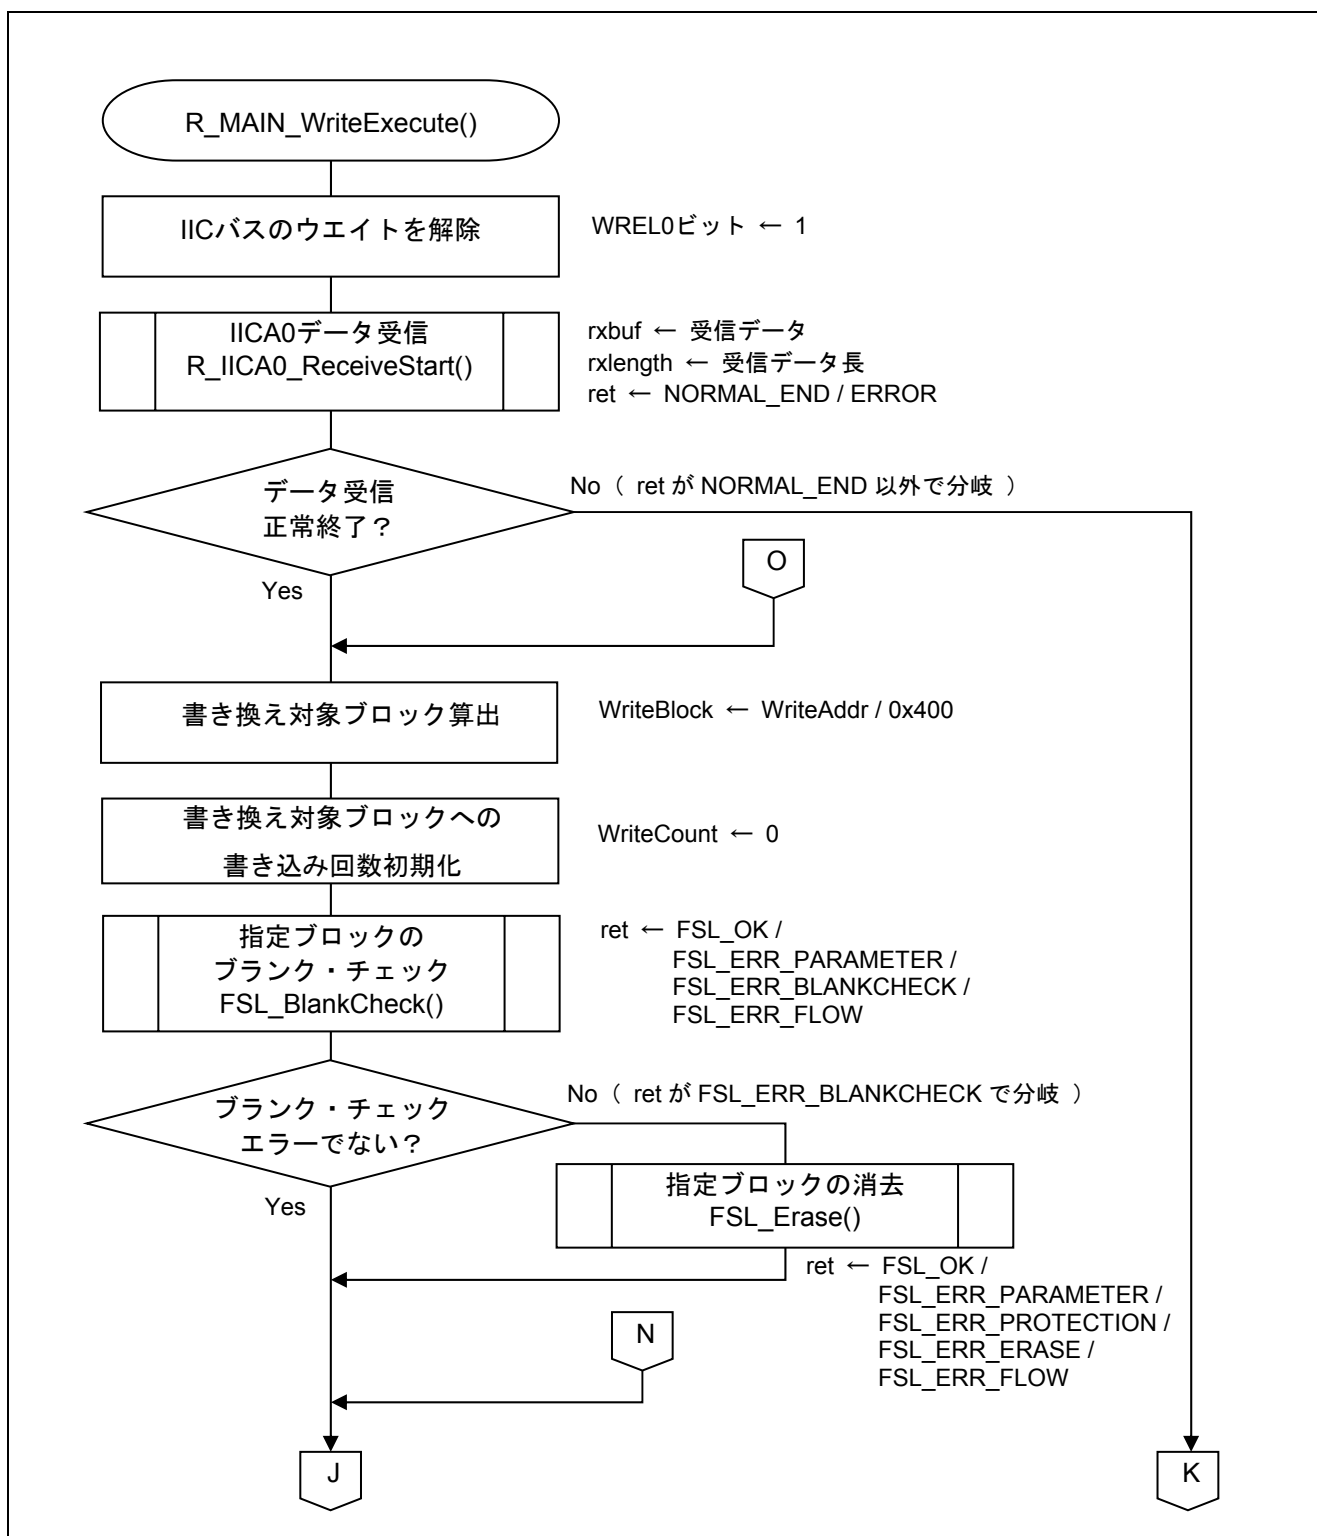 R_MAIN_WriteExecute()
IICバスのウエイトを解除
WREL0ビット ← 1
IICA0データ受信
R_IICA0_ReceiveStart()
rxbuf ← 受信データ
rxlength ← 受信データ長
ret ← NORMAL_END / ERROR
データ受信
正常終了？
No（ ret が NORMAL_END 以外で分岐 ）
O
Yes
書き換え対象ブロック算出
WriteBlock ← WriteAddr / 0x400
書き換え対象ブロックへの
書き込み回数初期化
WriteCount ← 0
指定ブロックの
ブランク・チェック
FSL_BlankCheck()
ret ← FSL_OK /
FSL_ERR_PARAMETER /
FSL_ERR_BLANKCHECK /
FSL_ERR_FLOW
ブランク・チェック
エラーでない？
No（ ret が FSL_ERR_BLANKCHECK で分岐 ）
Yes
指定ブロックの消去
FSL_Erase()
ret ← FSL_OK /
FSL_ERR_PARAMETER /
FSL_ERR_PROTECTION /
FSL_ERR_ERASE /
FSL_ERR_FLOW
N
J
K